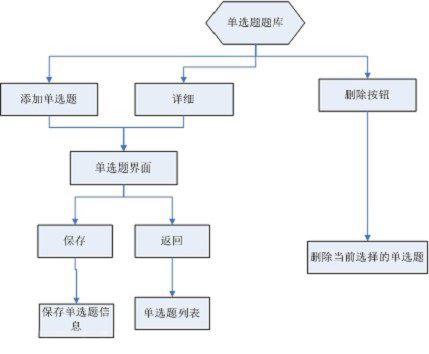 单选题题库
添加单选题
详细
删除按钮
单选题界面
保存
返回
删除当前选择的单选题
保存单选题信
息
单选题列表